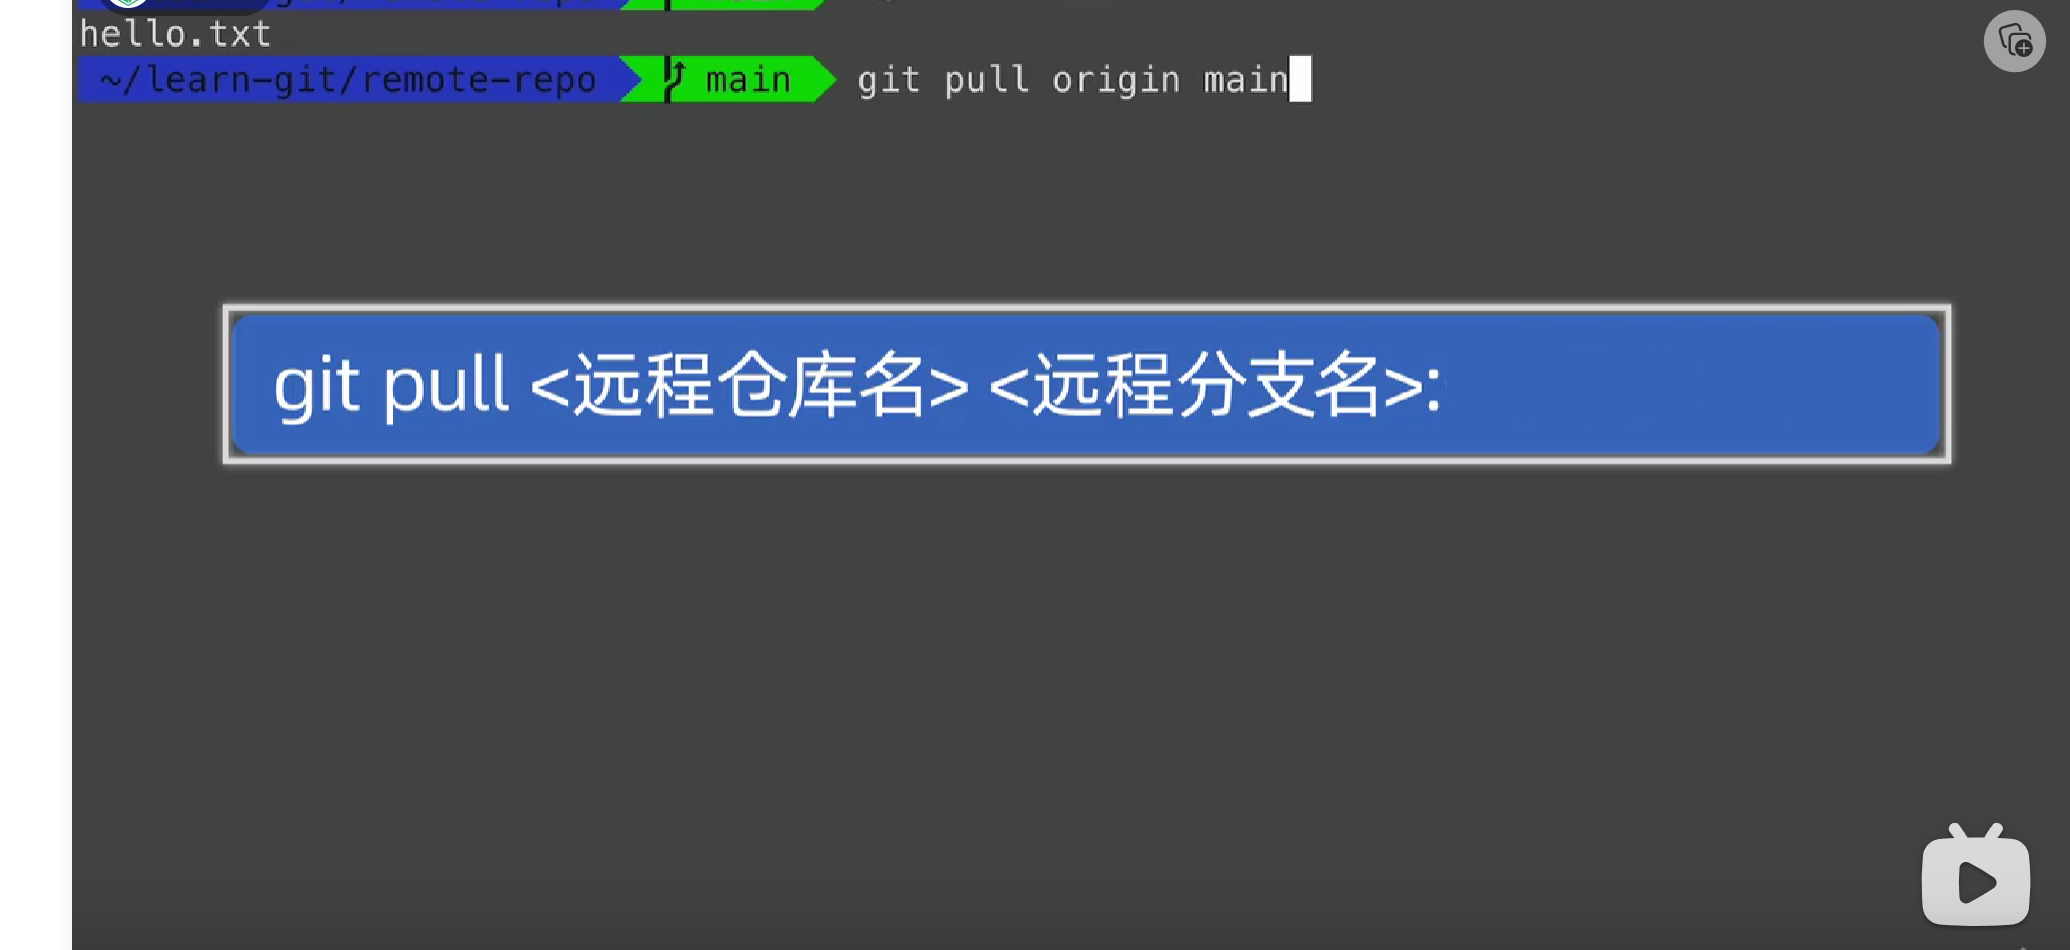 hello.txt
~/learn-git/remote-repo main git pull origin main
git pull <远程仓库名> <远程分支名>: